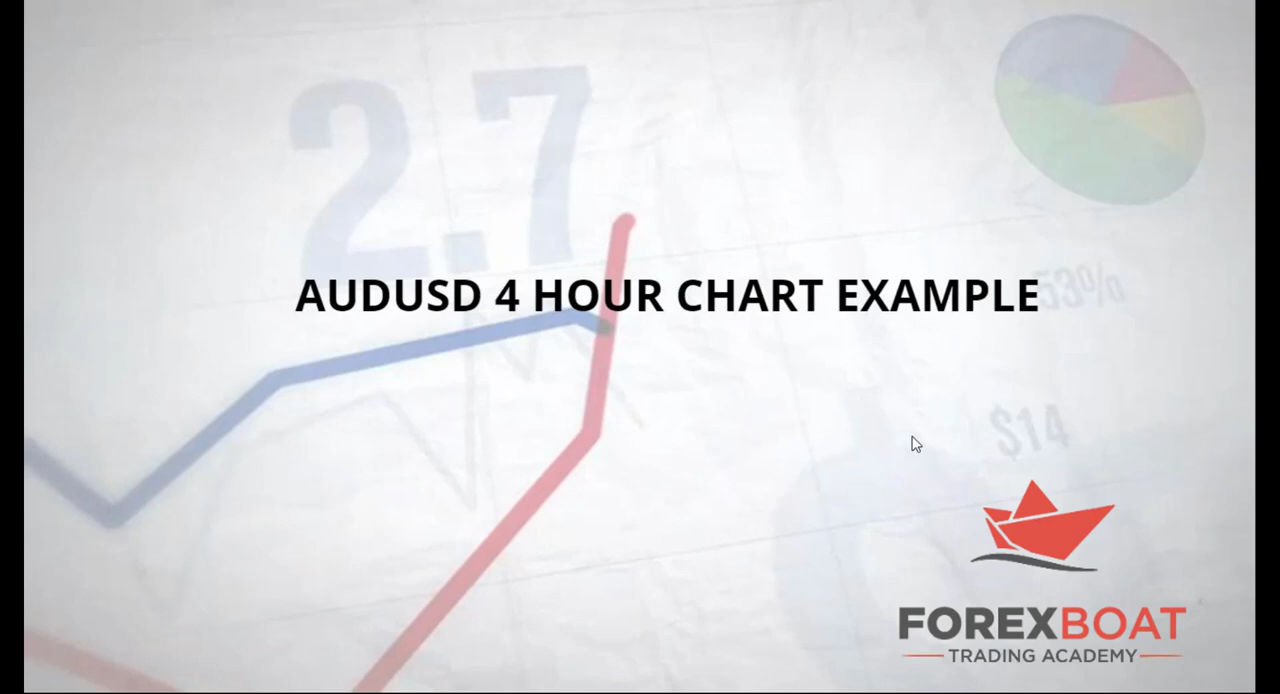 2.7
AUDUSD 4 HOUR CHART EXAMPLE
53%
$14
FOREXBOAT
TRADING ACADEMY